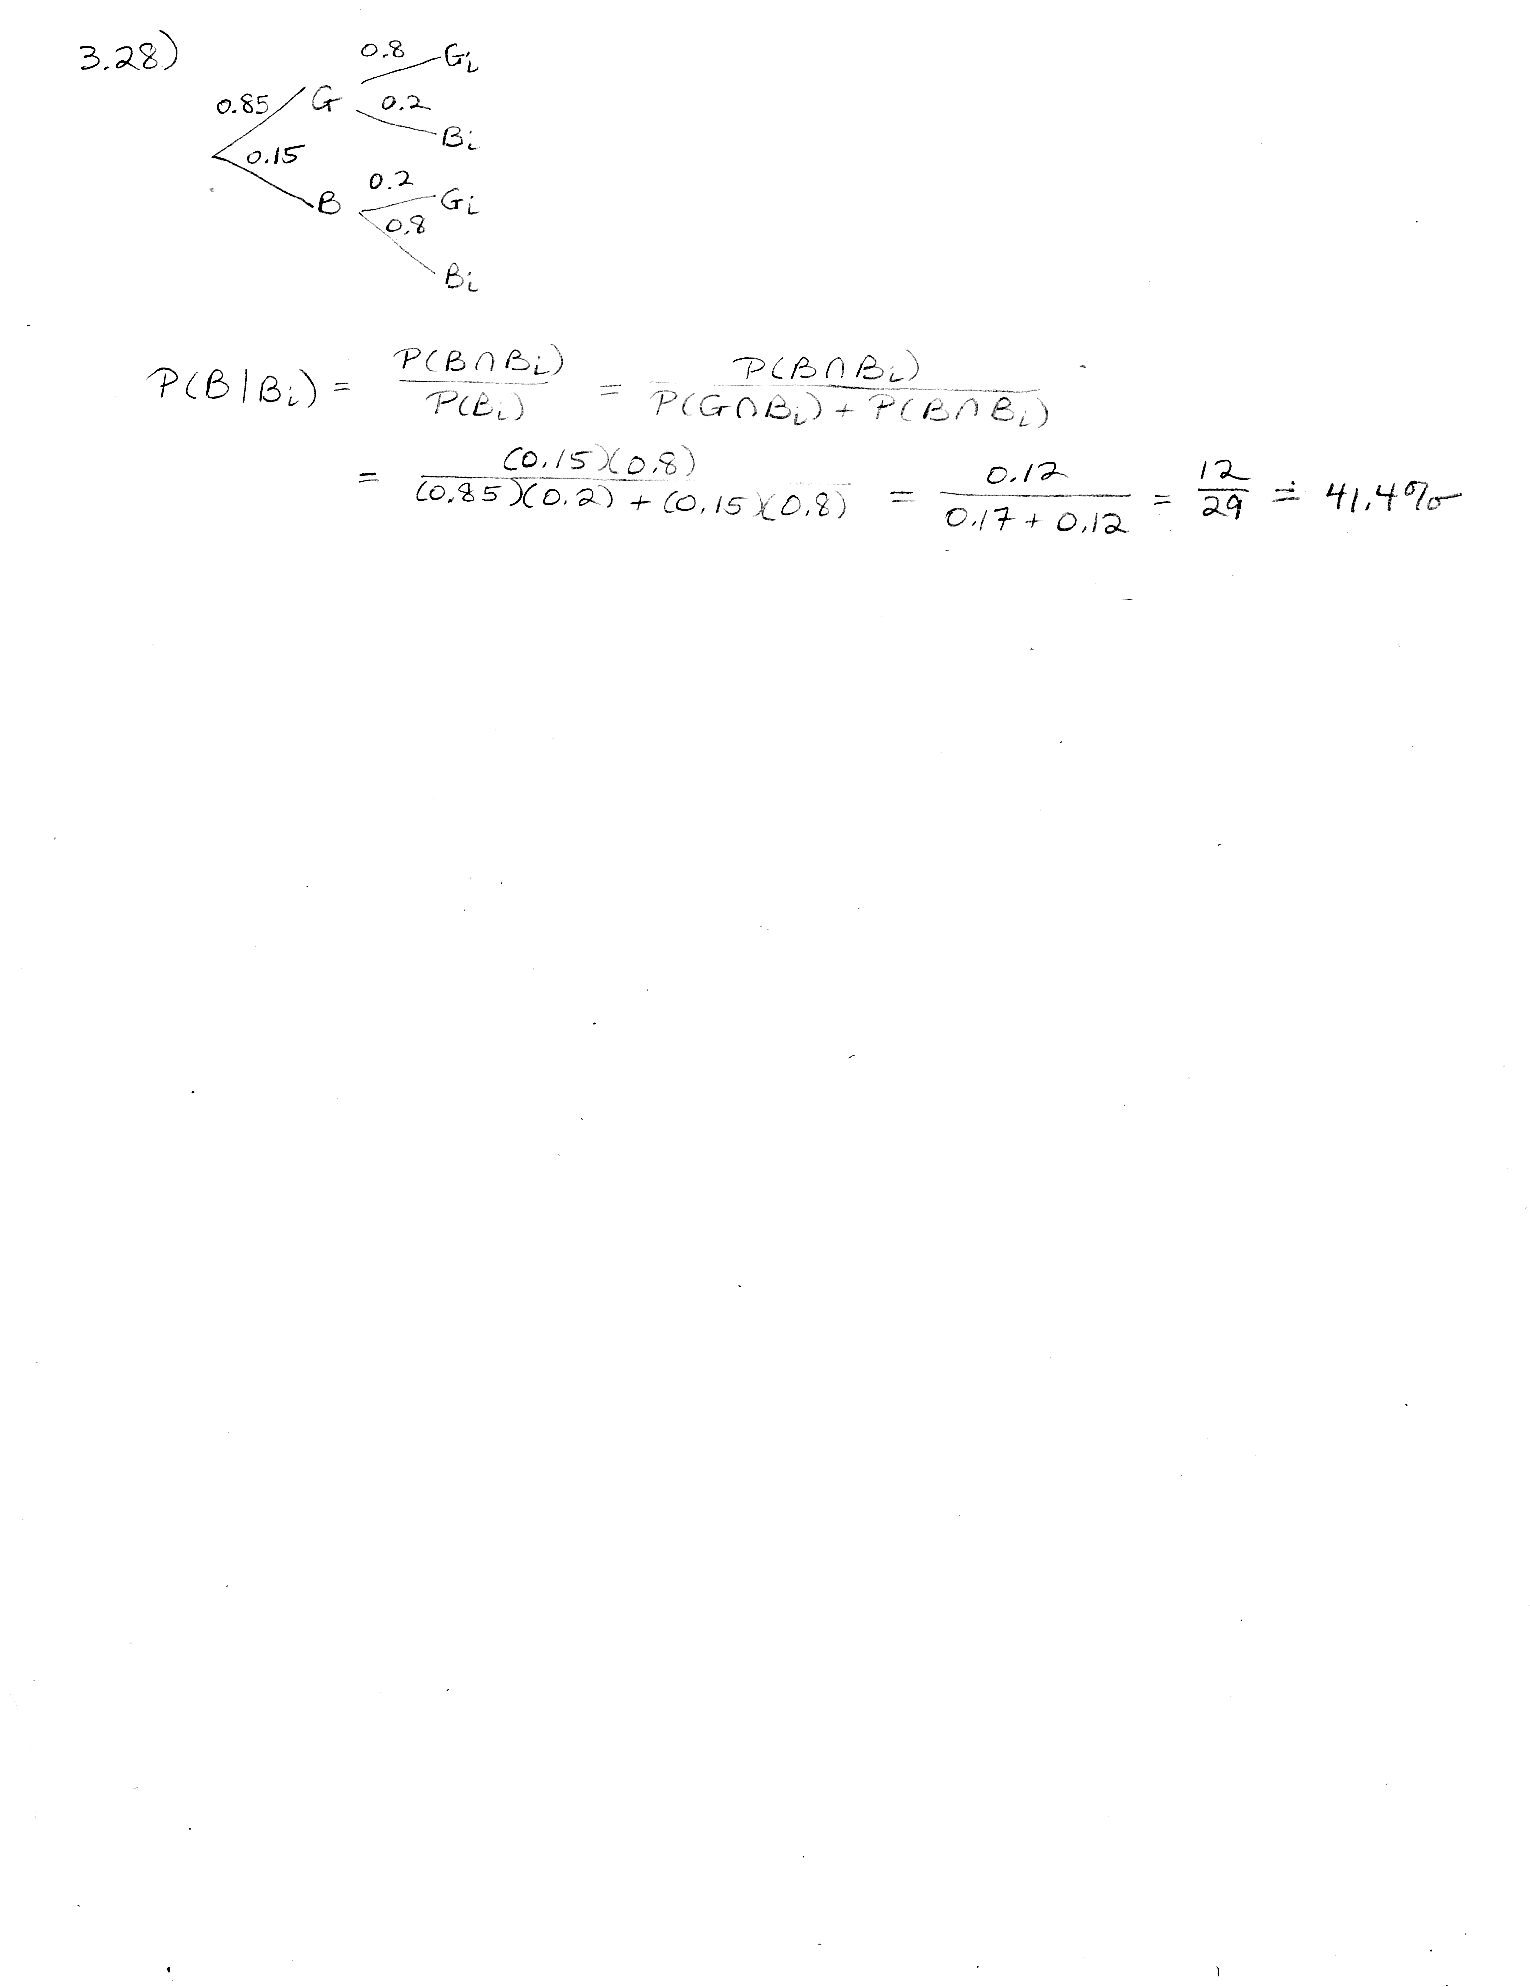 3.28)
0.8 Gi
0.85 G 0.2
Bi
0.15
0.2
B Gi
0.8
Bi
P(B|Bi) = P(B∩Bi) / P(Bi) = P(B∩Bi) / P(G∩Bi) + P(B∩Bi)
= (0.15)(0.8) / (0.85)(0.2) + (0.15)(0.8) = 0.12 / 0.17 + 0.12 = 12/29 ≐ 41.4%